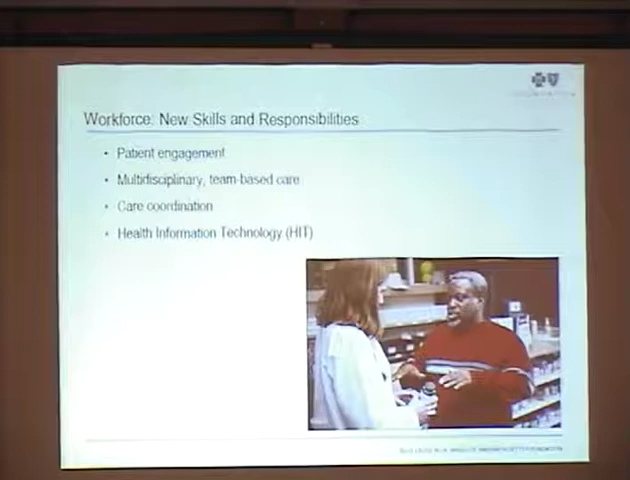 Workforce: New Skills and Responsibilities
• Patient engagement
• Multidisciplinary, team-based care
• Care coordination
• Health Information Technology (HIT)